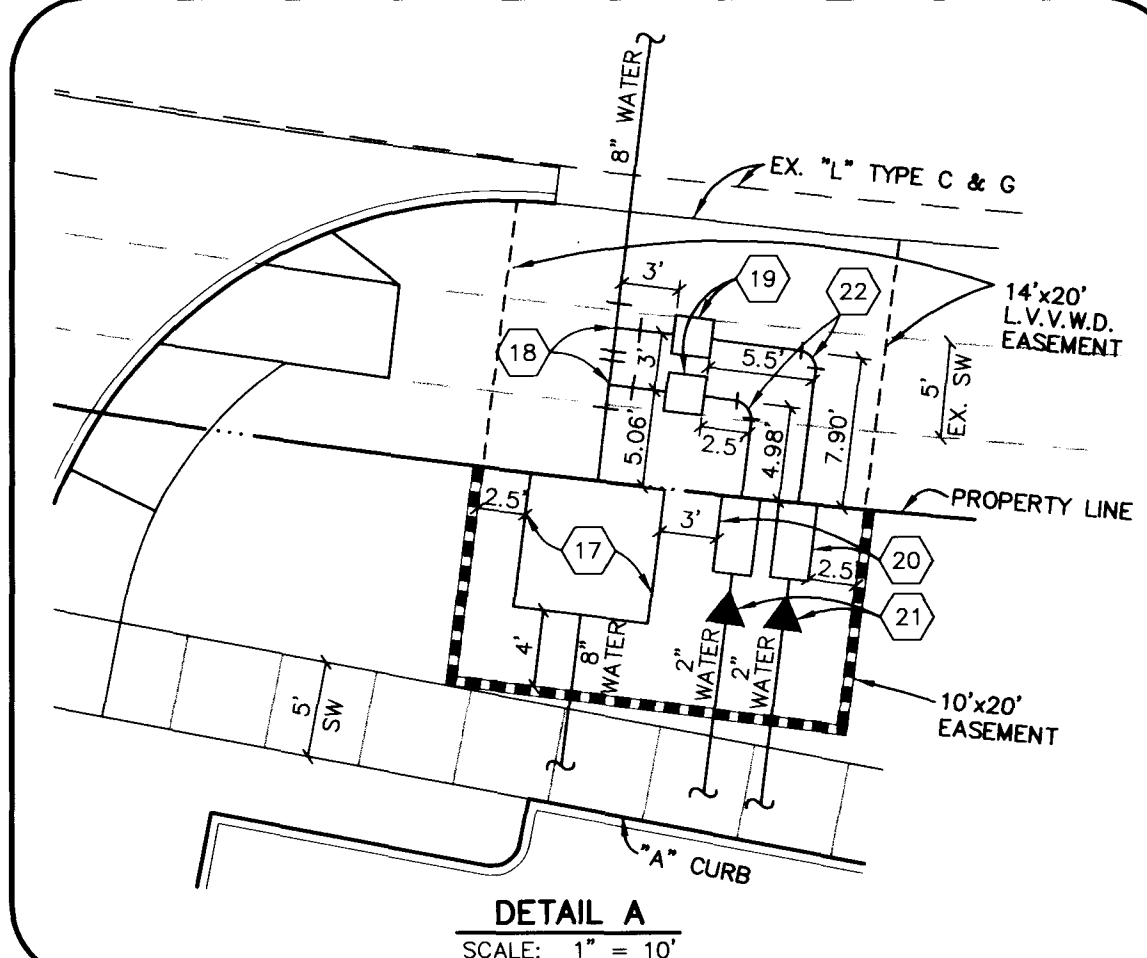 8" WATER
EX. "L" TYPE C & G
3'
19
22
14'x20'
L.V.V.W.D.
EASEMENT
18
3'
5.5'
5'
EX. SW
5.06'
2.5'
4.98'
7.90'
PROPERTY LINE
2.5'
17
3'
20
2.5'
21
4'
8"
WATER
2"
WATER
2"
WATER
10'x20'
EASEMENT
5'
SW
"A" CURB
DETAIL A
SCALE: 1" = 10'